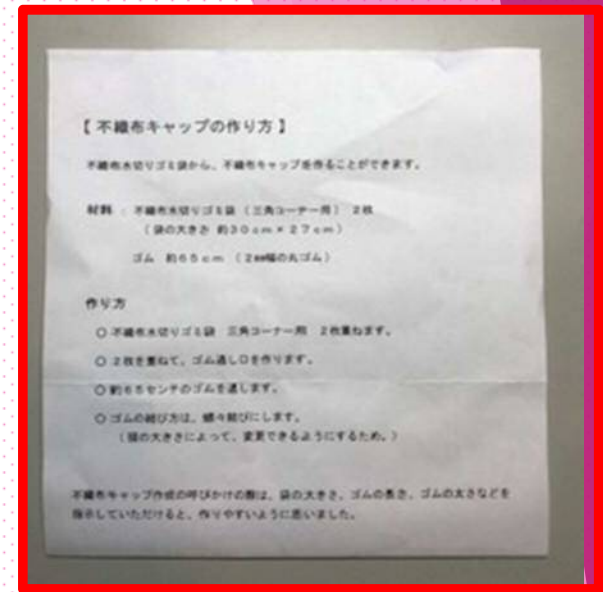 【不織布キャップの作り方】
不織布水切りゴミ袋から、不織布キャップを作ることができます。
材料 : 不織布水切りゴミ袋 (三角コーナー用) 2枚
(袋の大きさ 約30cm×27cm)
ゴム 約65cm (2㎜幅の丸ゴム)
作り方
○ 不織布水切りゴミ袋 三角コーナー用 2枚重ねます。
○ 2枚を重ねて、ゴム通し口を作ります。
○ 約65センチのゴムを通します。
○ ゴムの結び方は、蝶々結びにします。
(頭の大きさによって、変更できるようにするため。)
不織布キャップ作成の呼びかけの際は、袋の大きさ、ゴムの長さ、ゴムの太さなどを
指示していただけると、作りやすいように思いました。